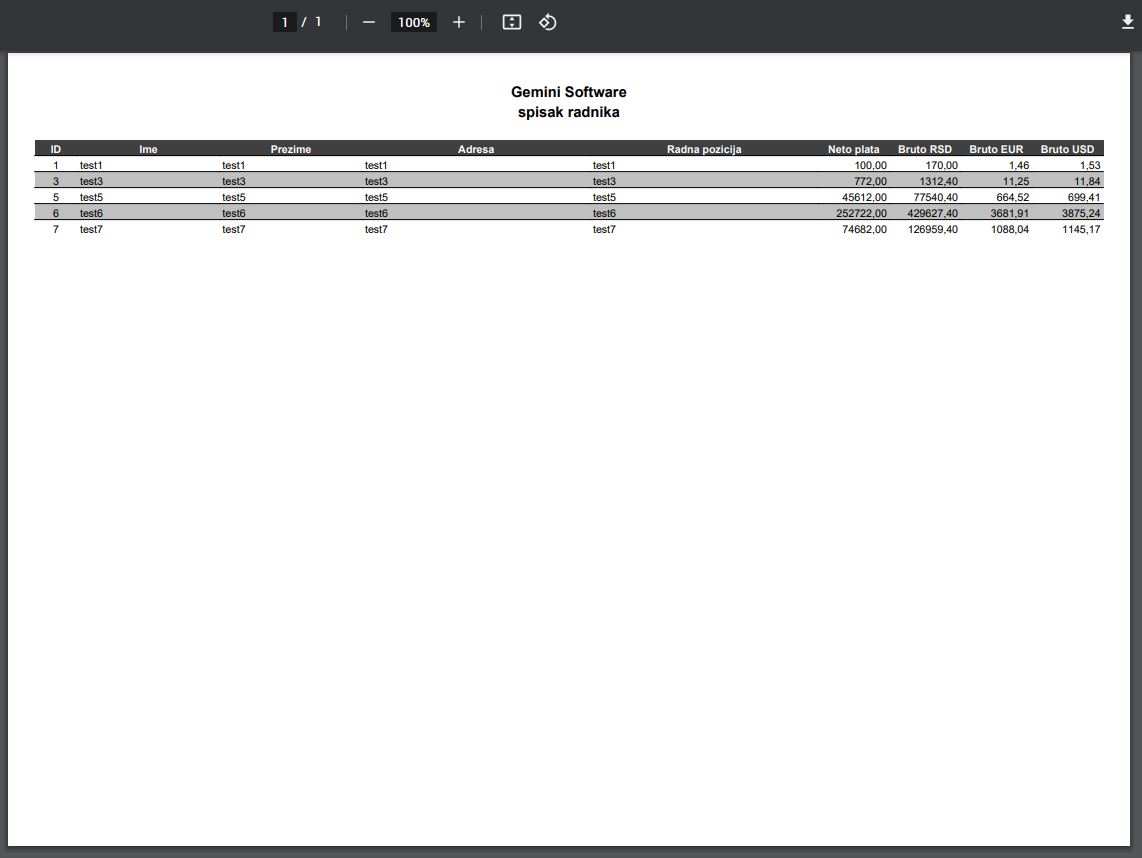 1 / 1 100%
Gemini Software
spisak radnika
ID Ime Prezime Adresa Radna pozicija Neto plata Bruto RSD Bruto EUR Bruto USD
1 test1 test1 test1 test1 100,00 170,00 1,46 1,53
3 test3 test3 test3 test3 772,00 1312,40 11,25 11,84
5 test5 test5 test5 test5 45612,00 77540,40 664,52 699,41
6 test6 test6 test6 test6 252722,00 429627,40 3681,91 3875,24
7 test7 test7 test7 test7 74682,00 126959,40 1088,04 1145,17